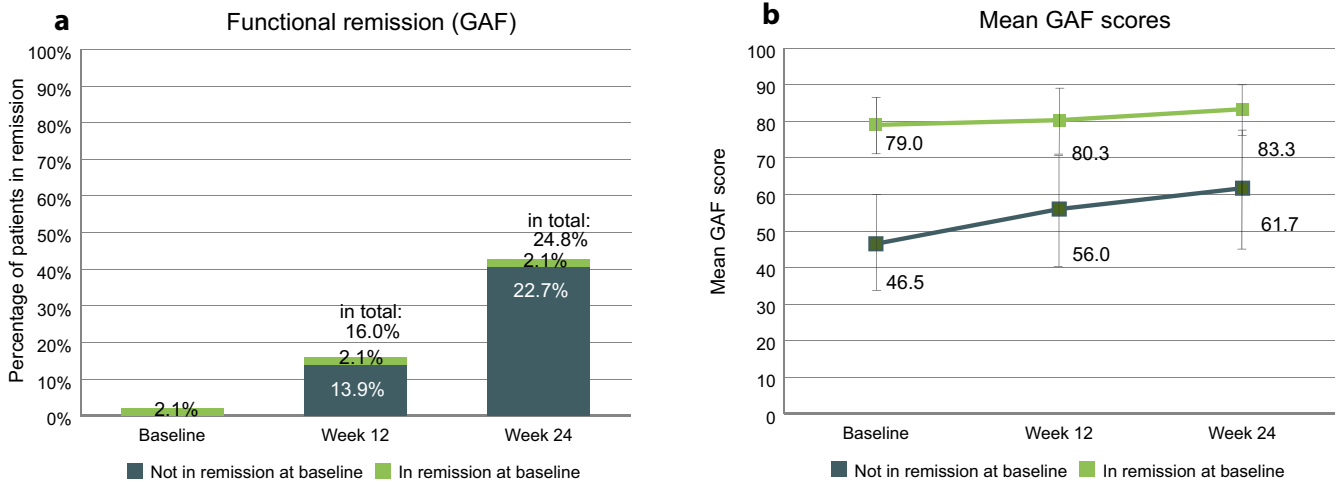 a
Functional remission (GAF)
Percentage of patients in remission
100%
90%
80%
70%
60%
50%
40%
30%
20%
10%
0%
2.1%
in total:
16.0%
2.1%
13.9%
in total:
24.8%
2.1%
22.7%
Baseline
Week 12
Week 24
Not in remission at baseline
In remission at baseline
b
Mean GAF scores
Mean GAF score
100
90
80
70
60
50
40
30
20
10
0
79.0
80.3
83.3
46.5
56.0
61.7
Baseline
Week 12
Week 24
Not in remission at baseline
In remission at baseline